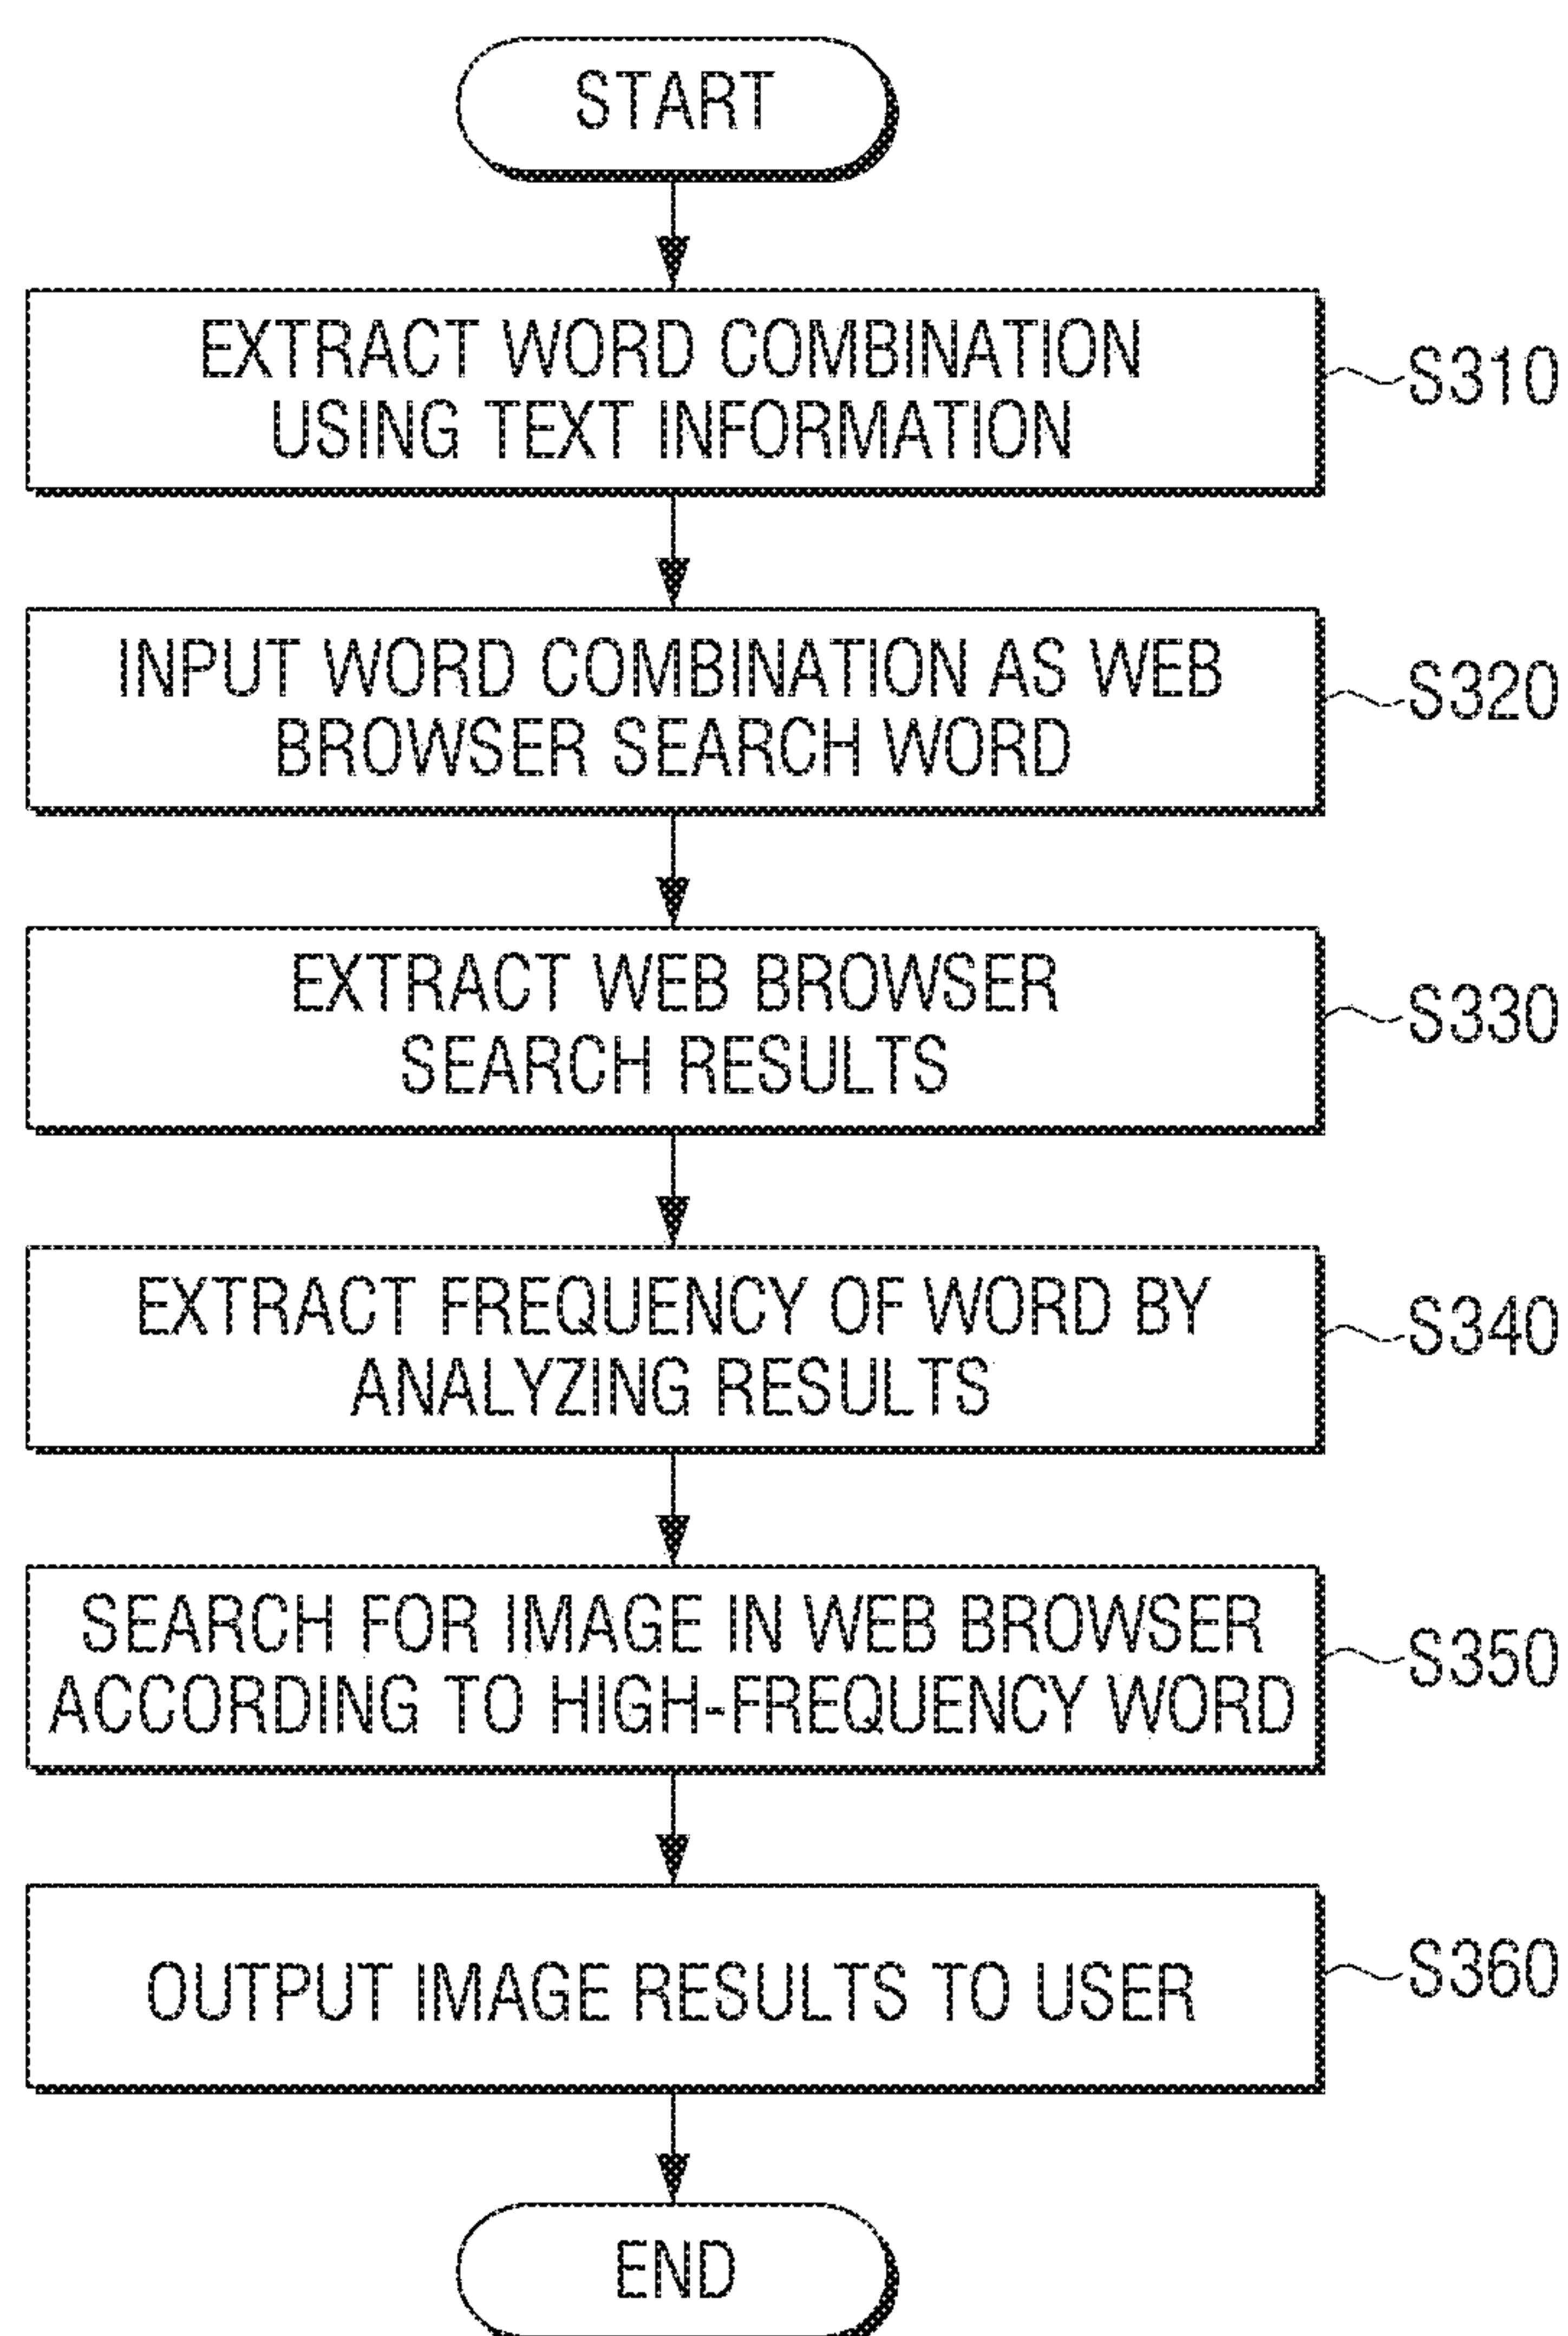 START
EXTRACT WORD COMBINATION
USING TEXT INFORMATION
S310
INPUT WORD COMBINATION AS WEB
BROWSER SEARCH WORD
S320
EXTRACT WEB BROWSER
SEARCH RESULTS
S330
EXTRACT FREQUENCY OF WORD BY
ANALYZING RESULTS
S340
SEARCH FOR IMAGE IN WEB BROWSER
ACCORDING TO HIGH-FREQUENCY WORD
S350
OUTPUT IMAGE RESULTS TO USER
S360
END